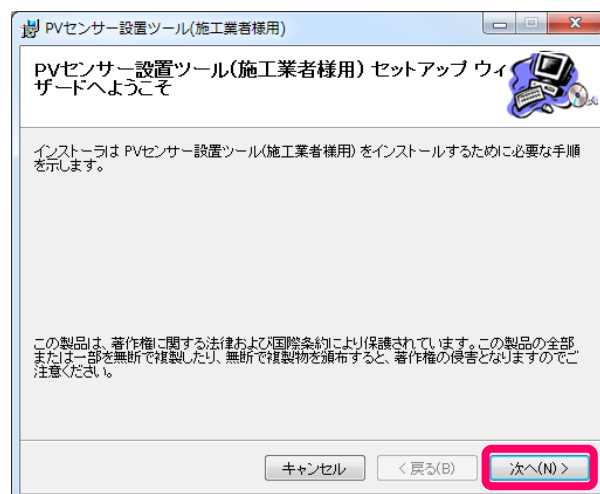 PVセンサー設置ツール(施工業者様用)
PVセンサー設置ツール(施工業者様用) セットアップ ウィ
ザードへようこそ
インストーラは PVセンサー設置ツール(施工業者様用) をインストールするために必要な手順
を示します。
この製品は、著作権に関する法律および国際条約により保護されています。この製品の全部
または一部を無断で複製したり、無断で複製物を頒布すると、著作権の侵害となりますのでご
注意ください。
キャンセル
< 戻る(B)
次へ(N) >